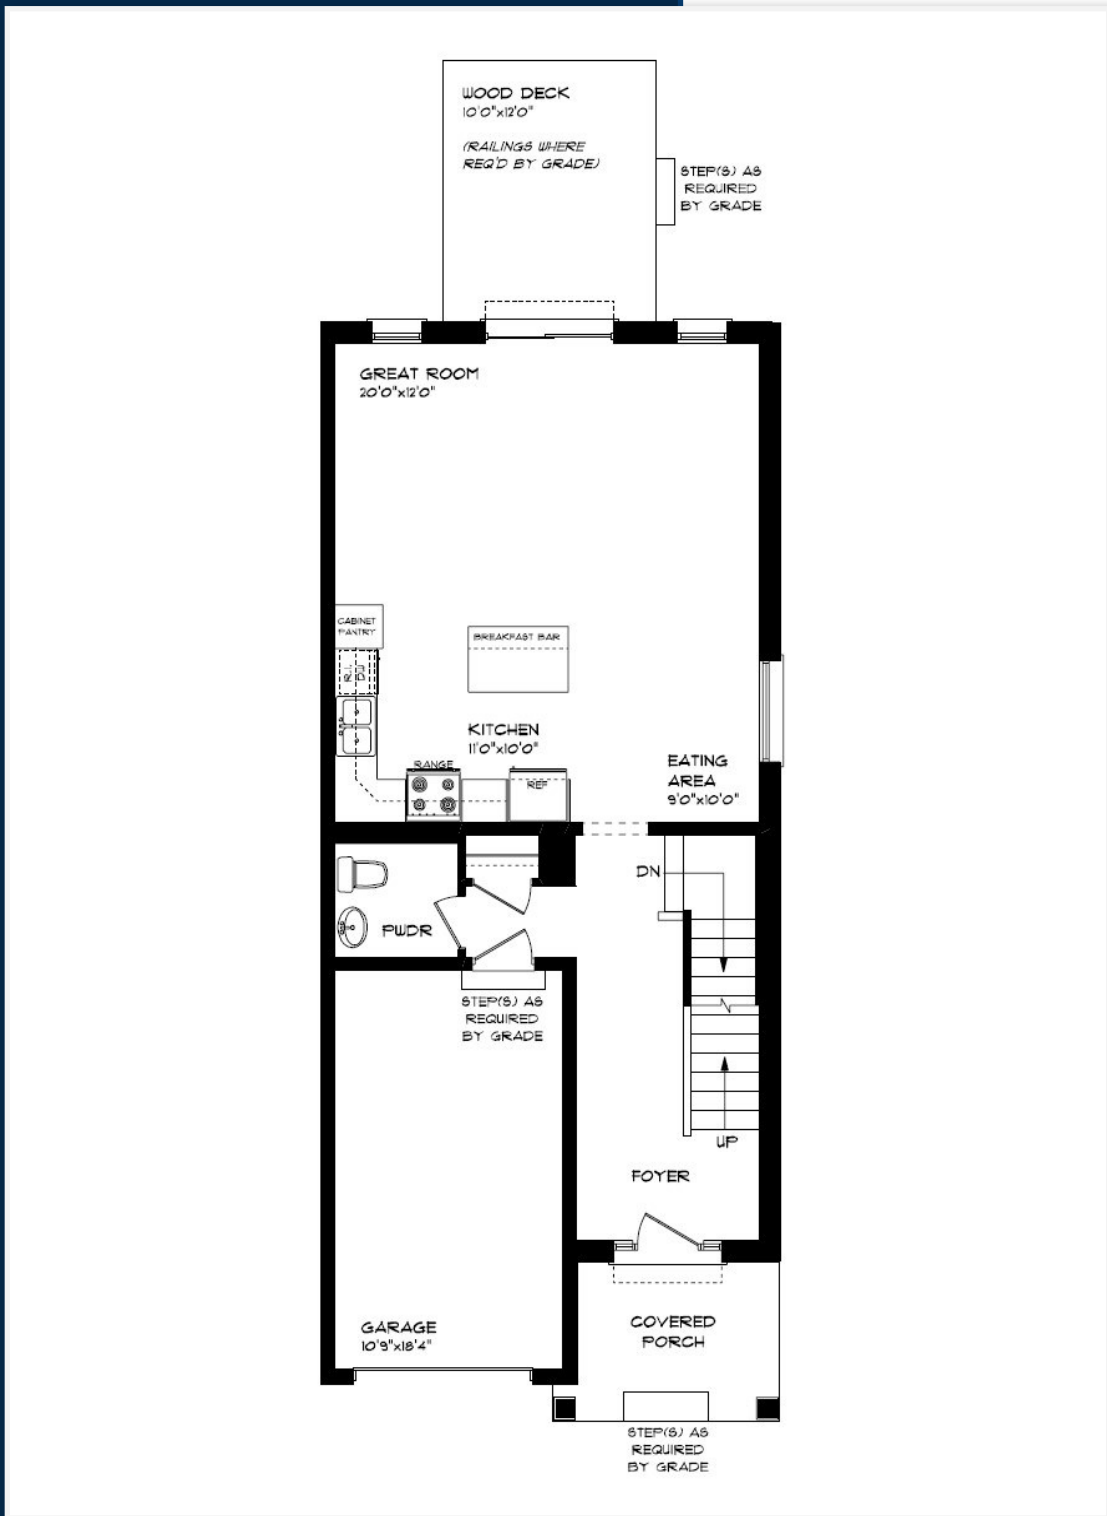 WOOD DECK
10'0"x12'0"
(RAILINGS WHERE
REQ'D BY GRADE)
STEP(S) AS
REQUIRED
BY GRADE
GREAT ROOM
20'0"x12'0"
CABINET
PANTRY
R.I.
DW
BREAKFAST BAR
KITCHEN
11'0"x10'0"
RANGE
REF
EATING
AREA
9'0"x10'0"
DN
PWDR
STEP(S) AS
REQUIRED
BY GRADE
UP
FOYER
GARAGE
10'9"x18'4"
COVERED
PORCH
STEP(S) AS
REQUIRED
BY GRADE